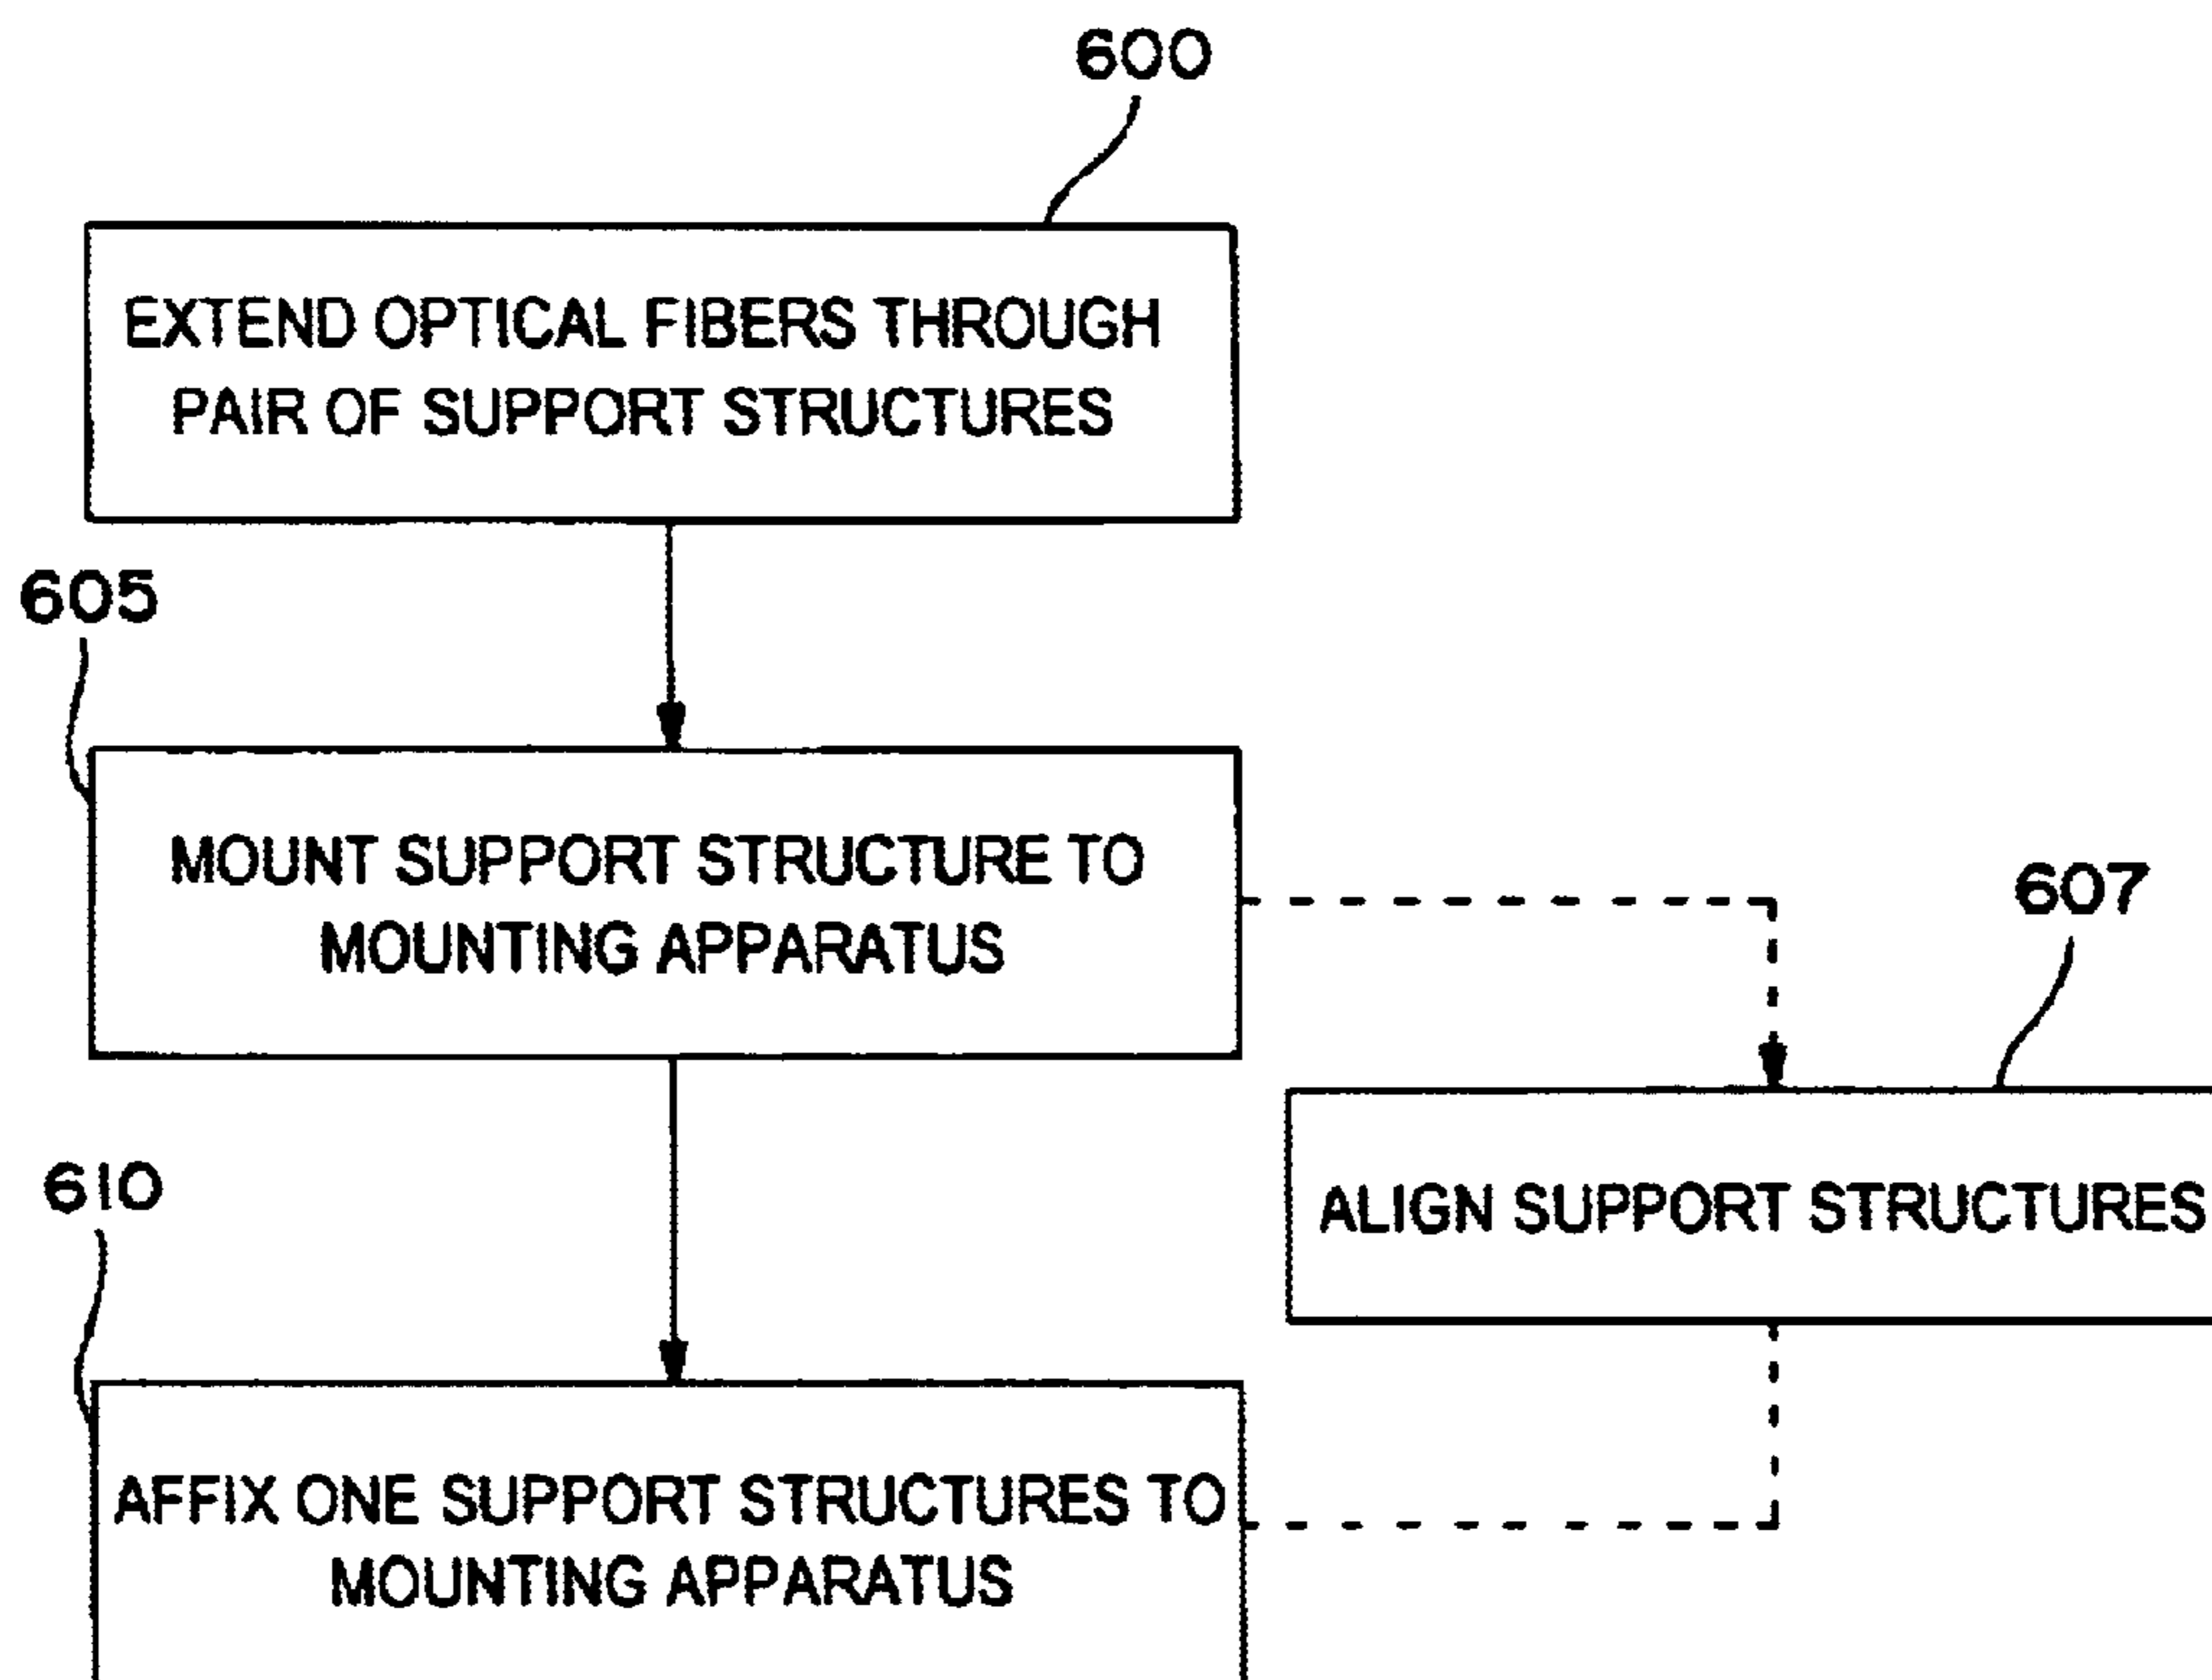 600
EXTEND OPTICAL FIBERS THROUGH
PAIR OF SUPPORT STRUCTURES
605
MOUNT SUPPORT STRUCTURE TO
MOUNTING APPARATUS
607
ALIGN SUPPORT STRUCTURES
610
AFFIX ONE SUPPORT STRUCTURES TO
MOUNTING APPARATUS